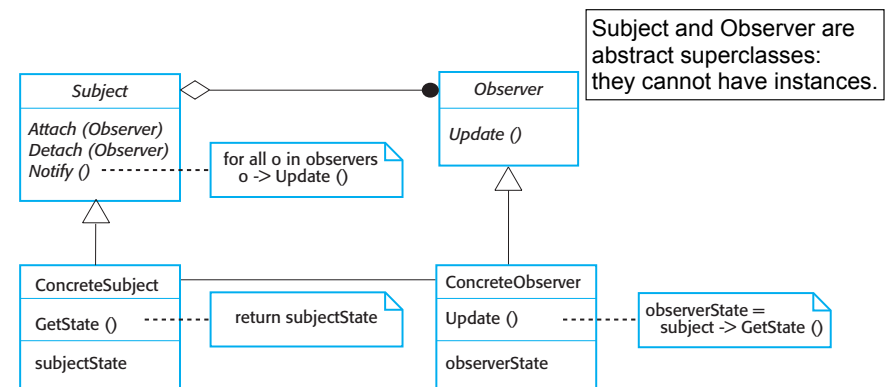 Subject and Observer are
abstract superclasses:
they cannot have instances.
Subject
Attach (Observer)
Detach (Observer)
Notify ()
for all o in observers
o -> Update ()
Observer
Update ()
ConcreteSubject
GetState ()
subjectState
return subjectState
ConcreteObserver
Update ()
observerState
observerState =
subject -> GetState ()